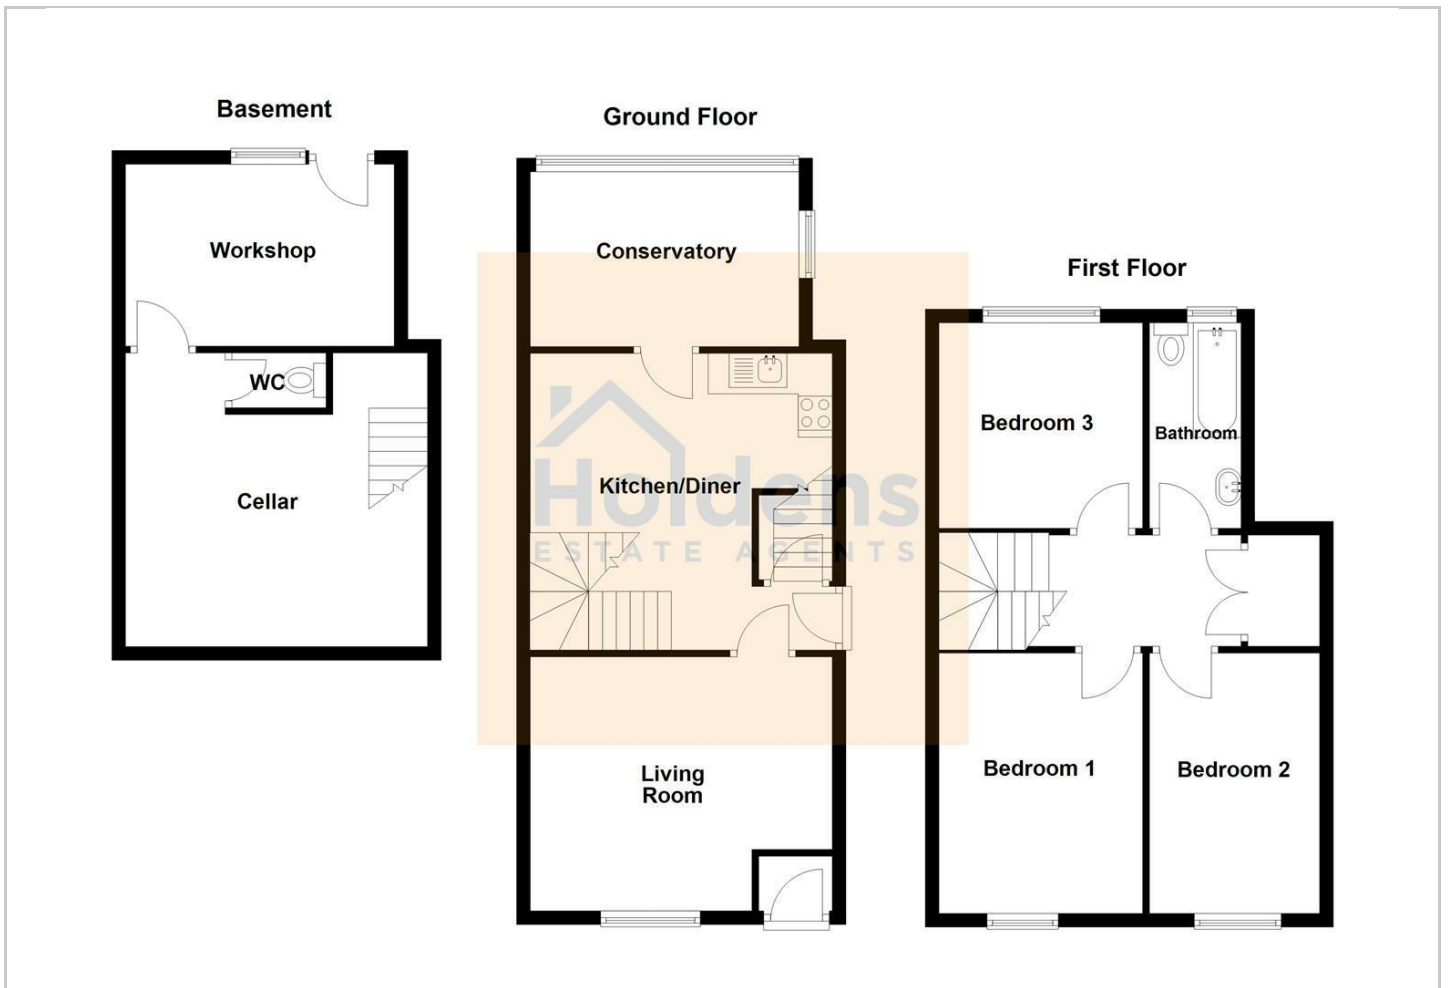 Basement
Workshop
WC
Cellar
Ground Floor
Conservatory
Kitchen/Diner
Holdens
ESTATE AGENTS
Living
Room
First Floor
Bedroom 3
Bathroom
Bedroom 1
Bedroom 2